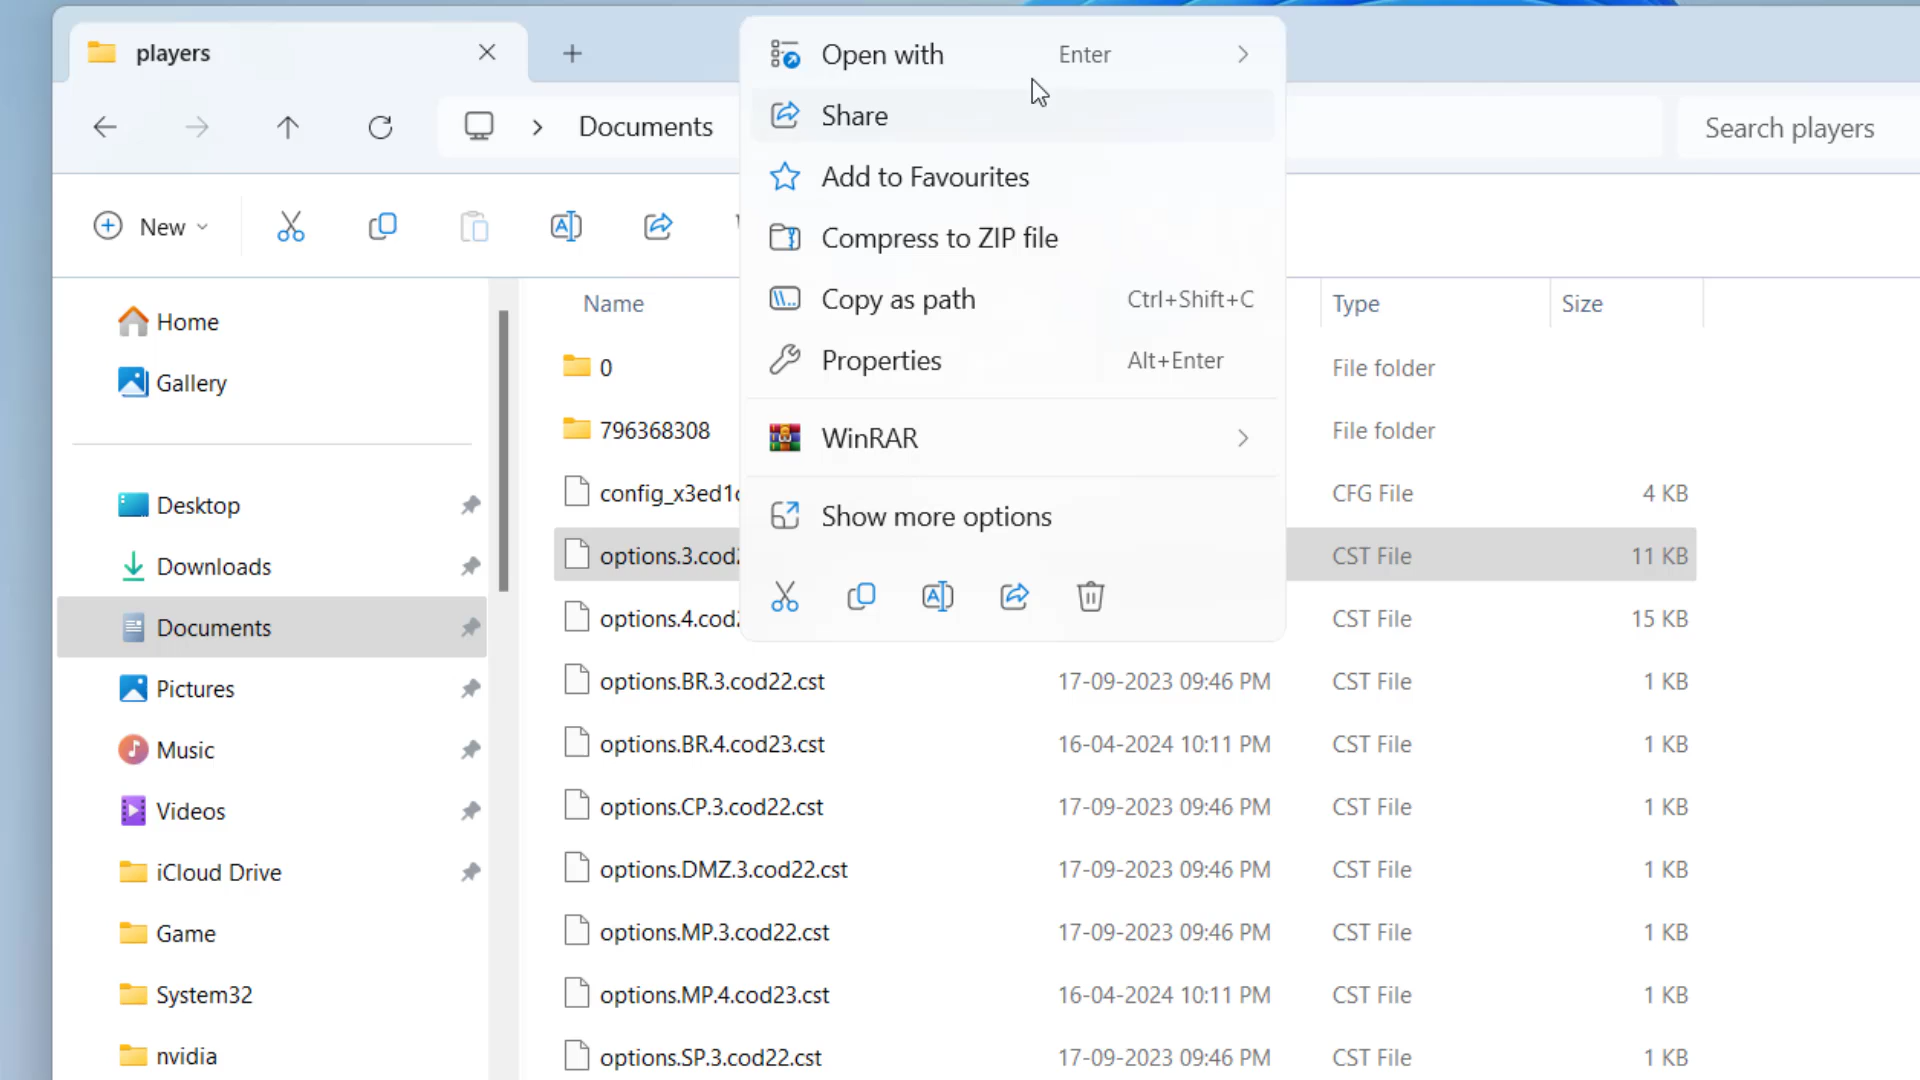 players
Documents
Search players
New
Open with Enter
Share
Add to Favourites
Compress to ZIP file
Copy as path Ctrl+Shift+C
Properties Alt+Enter
WinRAR
Show more options
Home
Gallery
Desktop
Downloads
Documents
Pictures
Music
Videos
iCloud Drive
Game
System32
nvidia
Name Type Size
0 File folder
796368308 File folder
config_x3ed1 CFG File 4 KB
options.3.cod CST File 11 KB
options.4.cod CST File 15 KB
options.BR.3.cod22.cst 17-09-2023 09:46 PM CST File 1 KB
options.BR.4.cod23.cst 16-04-2024 10:11 PM CST File 1 KB
options.CP.3.cod22.cst 17-09-2023 09:46 PM CST File 1 KB
options.DMZ.3.cod22.cst 17-09-2023 09:46 PM CST File 1 KB
options.MP.3.cod22.cst 17-09-2023 09:46 PM CST File 1 KB
options.MP.4.cod23.cst 16-04-2024 10:11 PM CST File 1 KB
options.SP.3.cod22.cst 17-09-2023 09:46 PM CST File 1 KB